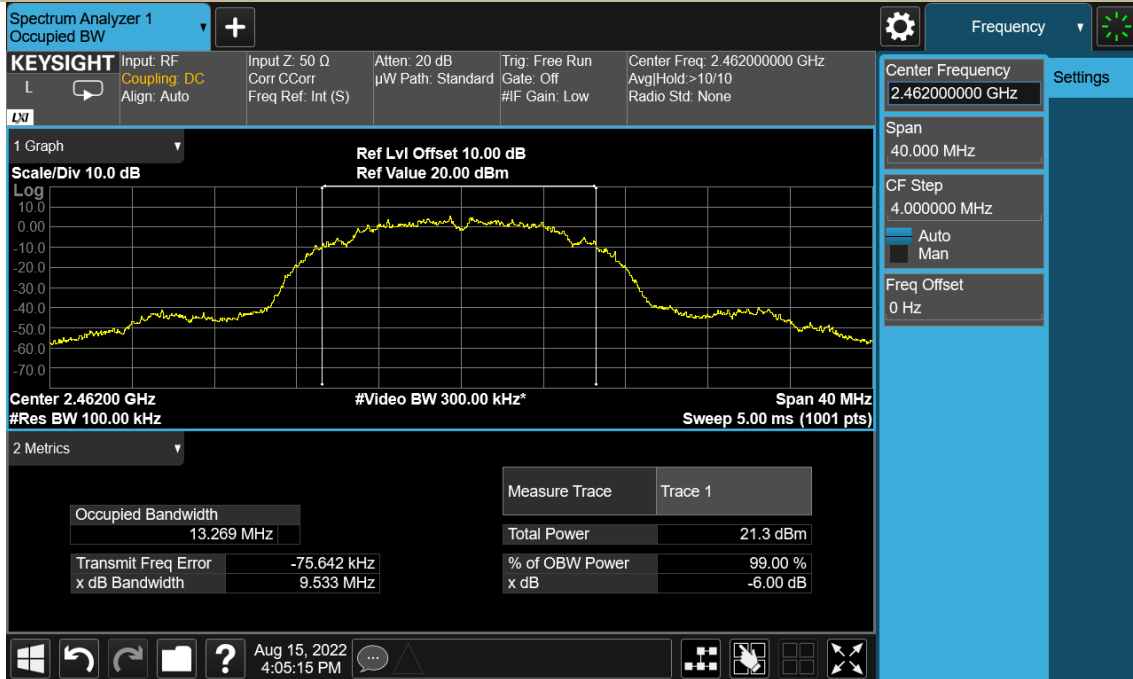 Spectrum Analyzer 1
Occupied BW
▼
+
Frequency
▼
KEYSIGHT
L
LXI
Input: RF
Coupling: DC
Align: Auto
Input Z: 50 Ω
Corr CCorr
Freq Ref: Int (S)
Atten: 20 dB
µW Path: Standard
Trig: Free Run
Gate: Off
#IF Gain: Low
Center Freq: 2.462000000 GHz
Avg|Hold:>10/10
Radio Std: None
Center Frequency
2.462000000 GHz
Settings
Span
40.000 MHz
CF Step
4.000000 MHz
Auto
Man
Freq Offset
0 Hz
1 Graph ▼
Scale/Div 10.0 dB
Ref Lvl Offset 10.00 dB
Ref Value 20.00 dBm
Log
10.0
0.00
-10.0
-20.0
-30.0
-40.0
-50.0
-60.0
-70.0
Center 2.46200 GHz #Video BW 300.00 kHz* Span 40 MHz
#Res BW 100.00 kHz Sweep 5.00 ms (1001 pts)
2 Metrics ▼
Measure Trace Trace 1
Occupied Bandwidth
13.269 MHz
Total Power 21.3 dBm
Transmit Freq Error -75.642 kHz
% of OBW Power 99.00 %
x dB Bandwidth 9.533 MHz
x dB -6.00 dB
?
Aug 15, 2022
4:05:15 PM